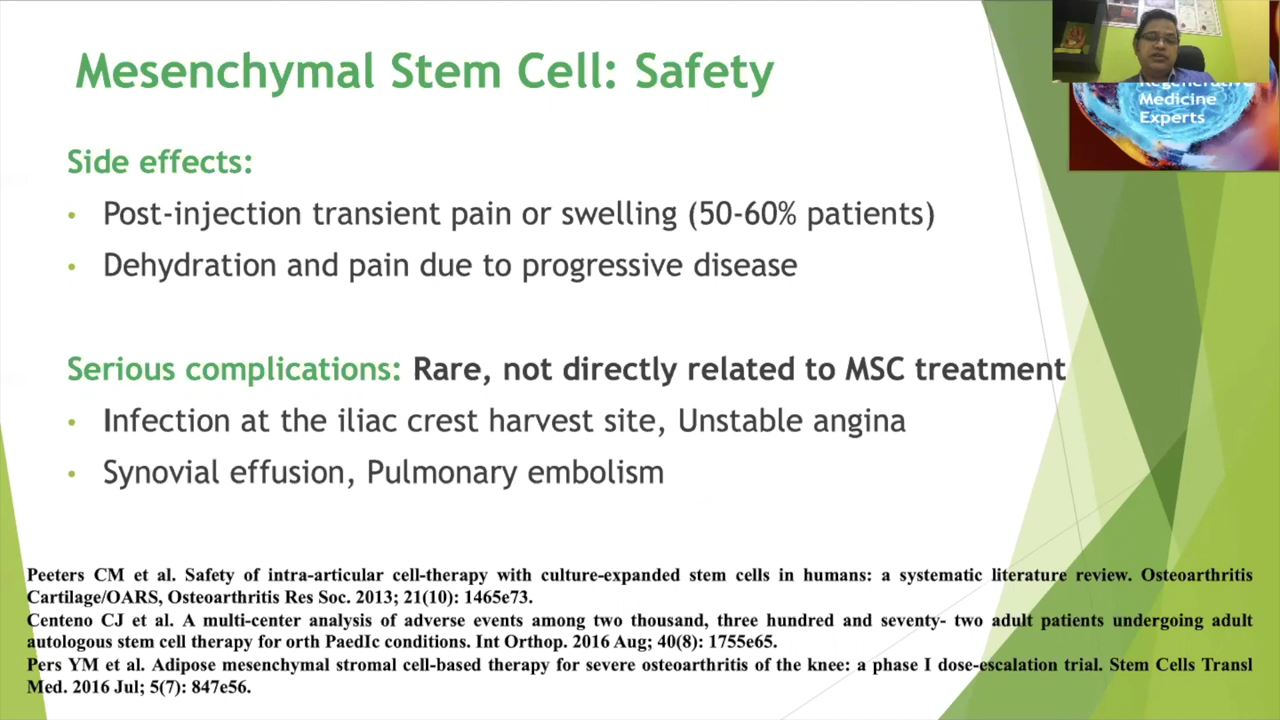 Mesenchymal Stem Cell: Safety
Regenerative
Medicine
Experts
Side effects:
• Post-injection transient pain or swelling (50-60% patients)
• Dehydration and pain due to progressive disease
Serious complications: Rare, not directly related to MSC treatment
• Infection at the iliac crest harvest site, Unstable angina
• Synovial effusion, Pulmonary embolism
Peeters CM et al. Safety of intra-articular cell-therapy with culture-expanded stem cells in humans: a systematic literature review. Osteoarthritis
Cartilage/OARS, Osteoarthritis Res Soc. 2013; 21(10): 1465e73.
Centeno CJ et al. A multi-center analysis of adverse events among two thousand, three hundred and seventy- two adult patients undergoing adult
autologous stem cell therapy for orth PaedIc conditions. Int Orthop. 2016 Aug; 40(8): 1755e65.
Pers YM et al. Adipose mesenchymal stromal cell-based therapy for severe osteoarthritis of the knee: a phase I dose-escalation trial. Stem Cells Transl
Med. 2016 Jul; 5(7): 847e56.